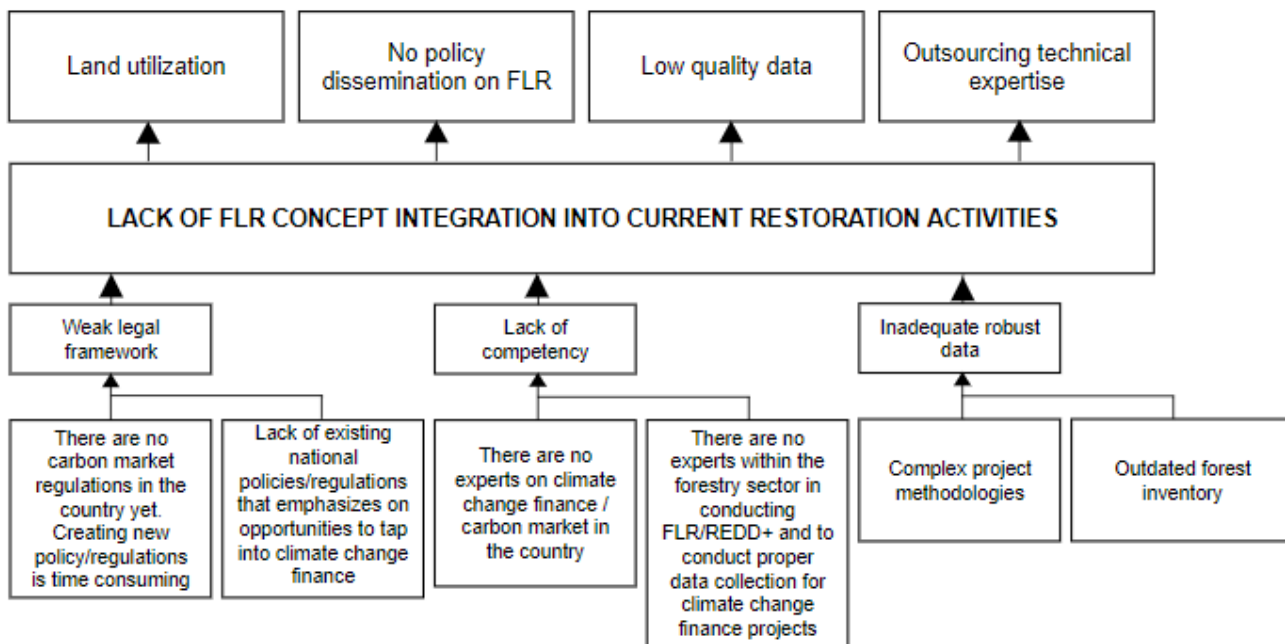 Land utilization
No policy
dissemination on FLR
Low quality data
Outsourcing technical
expertise
LACK OF FLR CONCEPT INTEGRATION INTO CURRENT RESTORATION ACTIVITIES
Weak legal
framework
Lack of
competency
Inadequate robust
data
There are no
carbon market
regulations in the
country yet.
Creating new
policy/regulations
is time consuming
Lack of existing
national
policies/regulations
that emphasizes on
opportunities to tap
into climate change
finance
There are no
experts on climate
change finance /
carbon market in
the country
There are no
experts within the
forestry sector in
conducting
FLR/REDD+ and to
conduct proper
data collection for
climate change
finance projects
Complex project
methodologies
Outdated forest
inventory